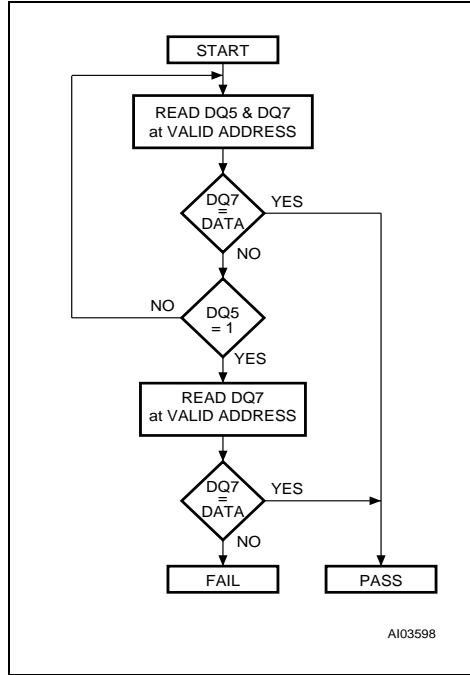 START
READ DQ5 & DQ7
at VALID ADDRESS
DQ7
=
DATA
YES
NO
NO
DQ5
= 1
YES
READ DQ7
at VALID ADDRESS
DQ7
=
DATA
YES
NO
FAIL
PASS
AI03598